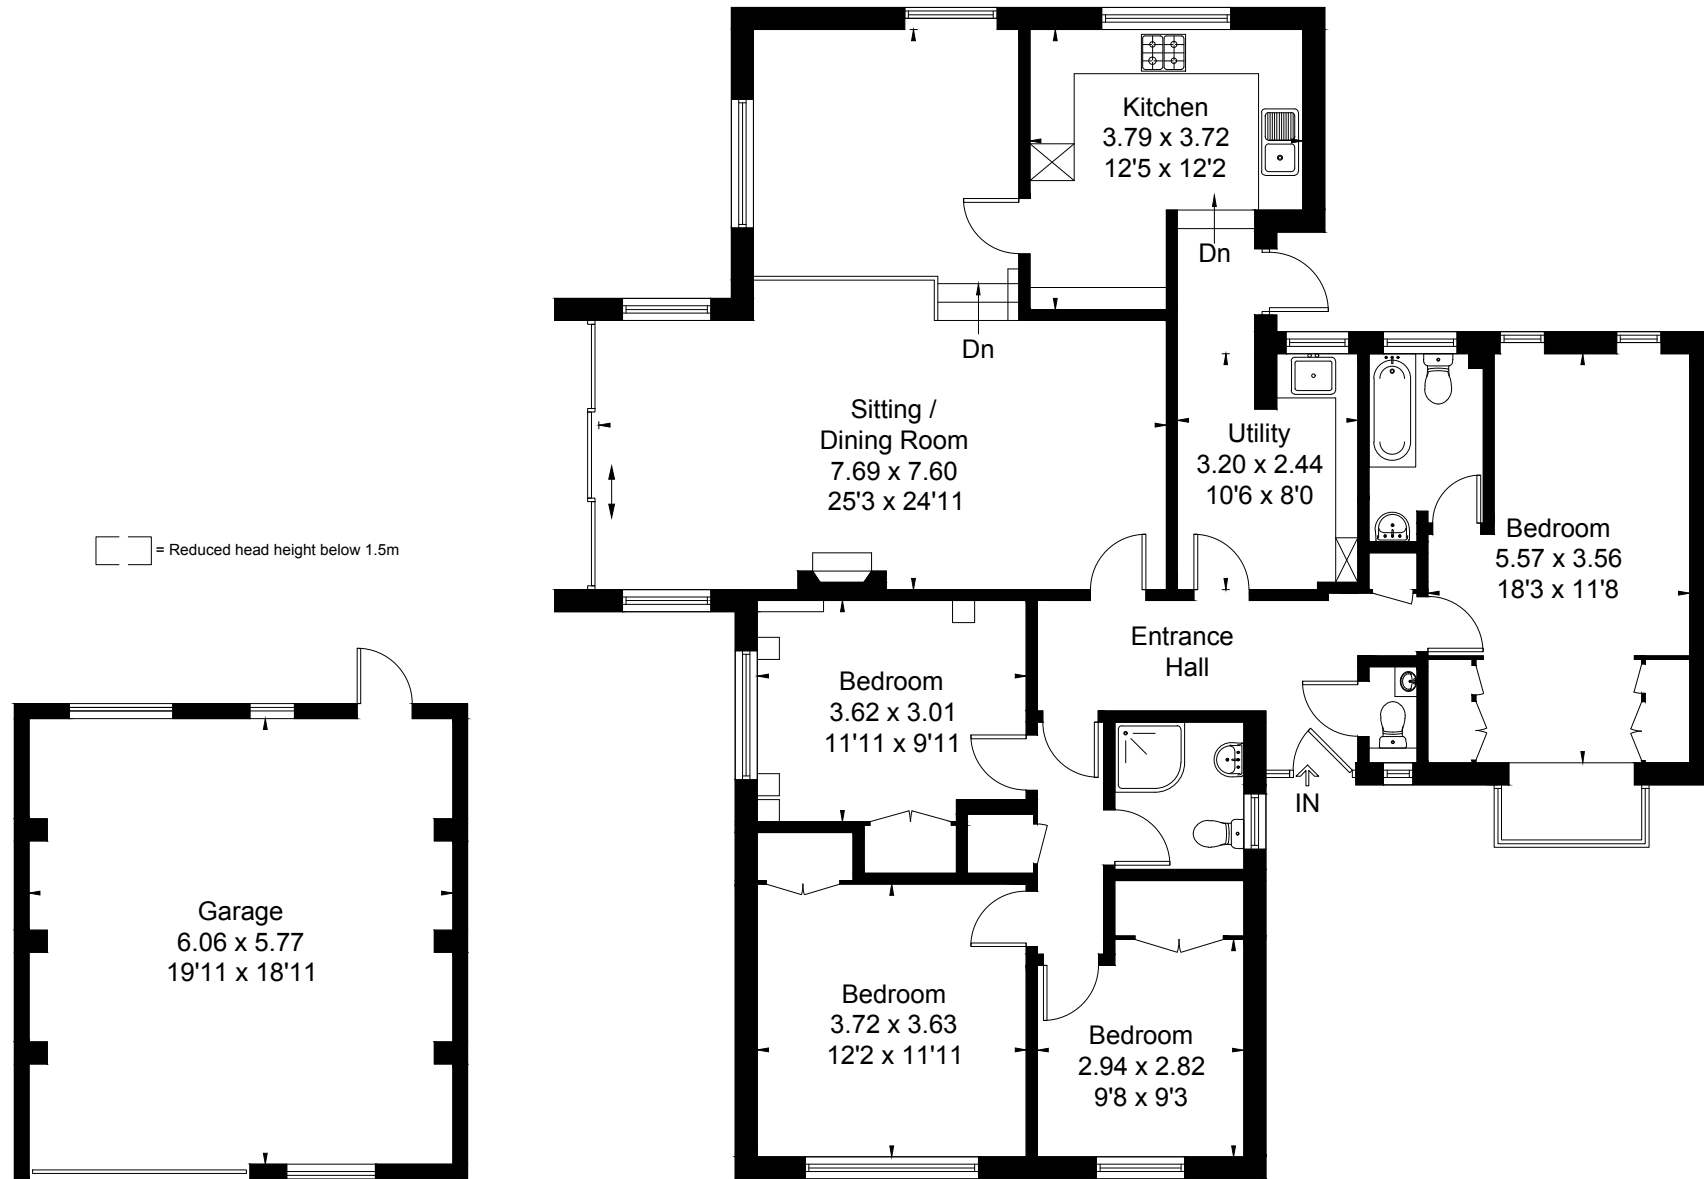 Kitchen
3.79 x 3.72
12'5 x 12'2
Dn
Dn
Sitting /
Dining Room
7.69 x 7.60
25'3 x 24'11
Utility
3.20 x 2.44
10'6 x 8'0
Bedroom
5.57 x 3.56
18'3 x 11'8
= Reduced head height below 1.5m
Entrance
Hall
Bedroom
3.62 x 3.01
11'11 x 9'11
IN
Garage
6.06 x 5.77
19'11 x 18'11
Bedroom
3.72 x 3.63
12'2 x 11'11
Bedroom
2.94 x 2.82
9'8 x 9'3